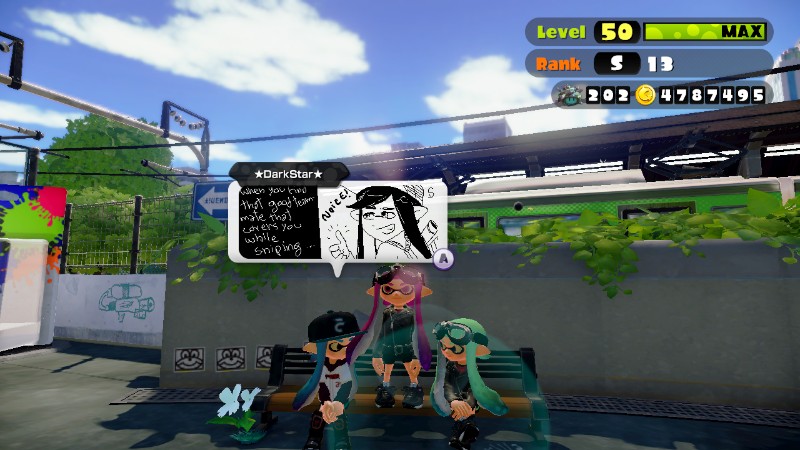 Level 50 MAX
Rank S 13
202 4787495
★DarkStar★
when you find
that good team
mate that
covers you
while
sniping...
Noice!
A